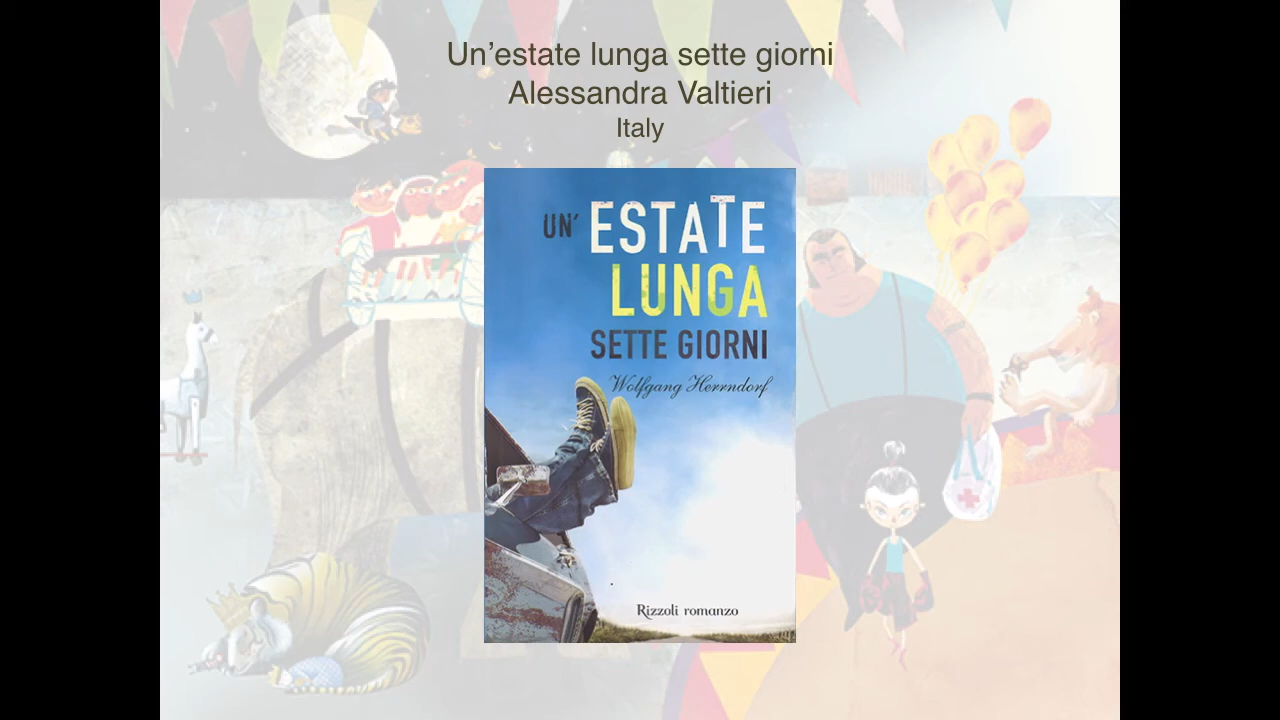 Un’estate lunga sette giorni
Alessandra Valtieri
Italy
UN’ ESTATE
LUNGA
SETTE GIORNI
Wolfgang Herrndorf
Rizzoli romanzo